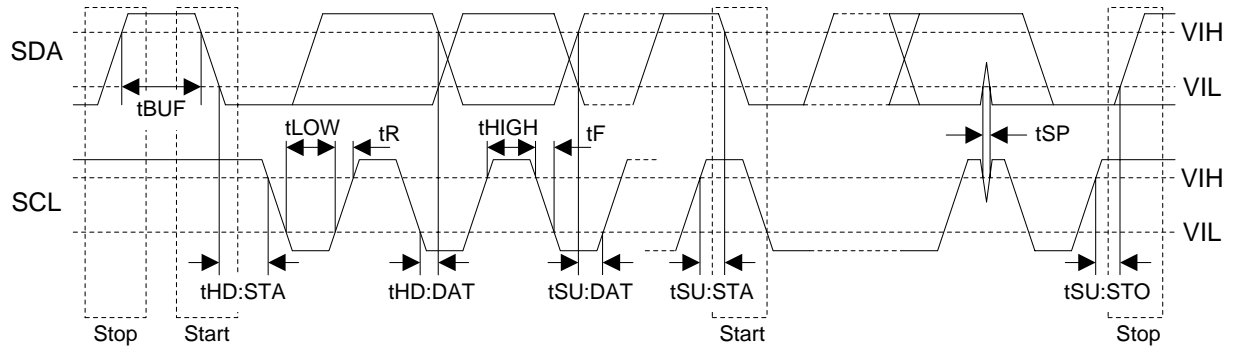 SDA
VIH
VIL
tBUF
tLOW
tR
tHIGH
tF
tSP
SCL
VIH
VIL
tHD:STA
tHD:DAT
tSU:DAT
tSU:STA
tSU:STO
Stop
Start
Start
Stop